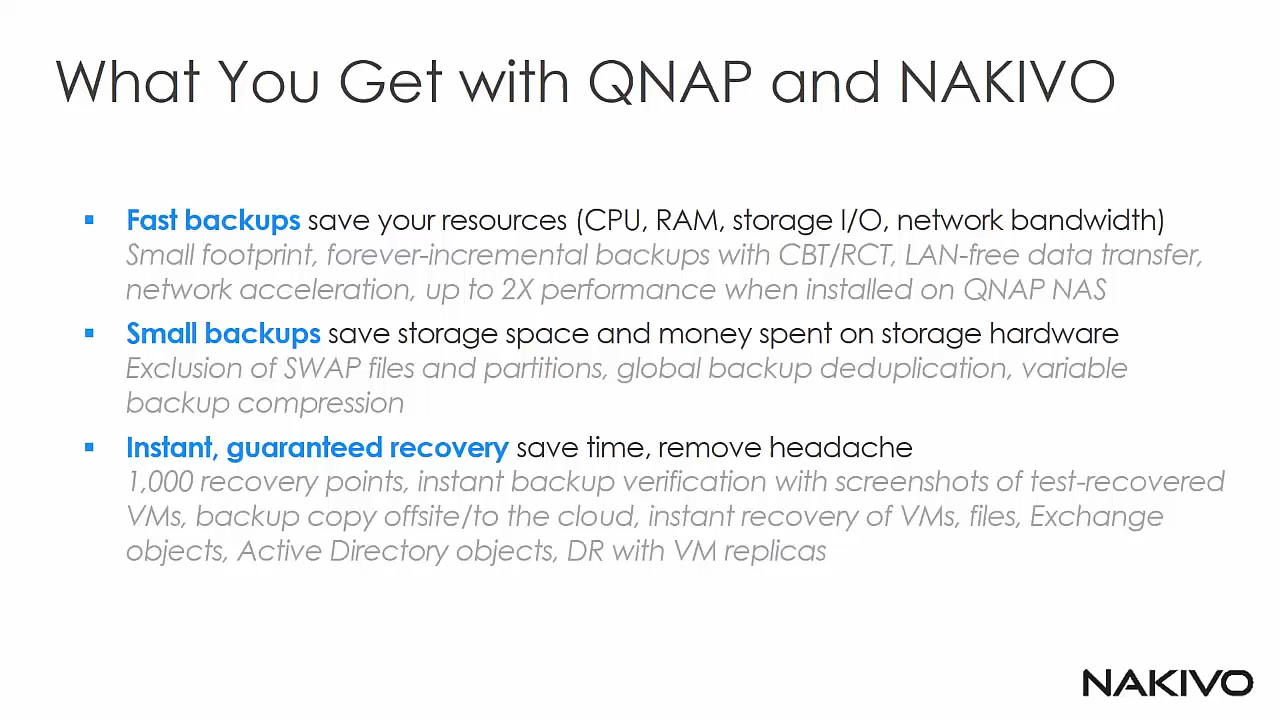 What You Get with QNAP and NAKIVO
▪ Fast backups save your resources (CPU, RAM, storage I/O, network bandwidth)
Small footprint, forever-incremental backups with CBT/RCT, LAN-free data transfer,
network acceleration, up to 2X performance when installed on QNAP NAS
▪ Small backups save storage space and money spent on storage hardware
Exclusion of SWAP files and partitions, global backup deduplication, variable
backup compression
▪ Instant, guaranteed recovery save time, remove headache
1,000 recovery points, instant backup verification with screenshots of test-recovered
VMs, backup copy offsite/to the cloud, instant recovery of VMs, files, Exchange
objects, Active Directory objects, DR with VM replicas
NAKIVO